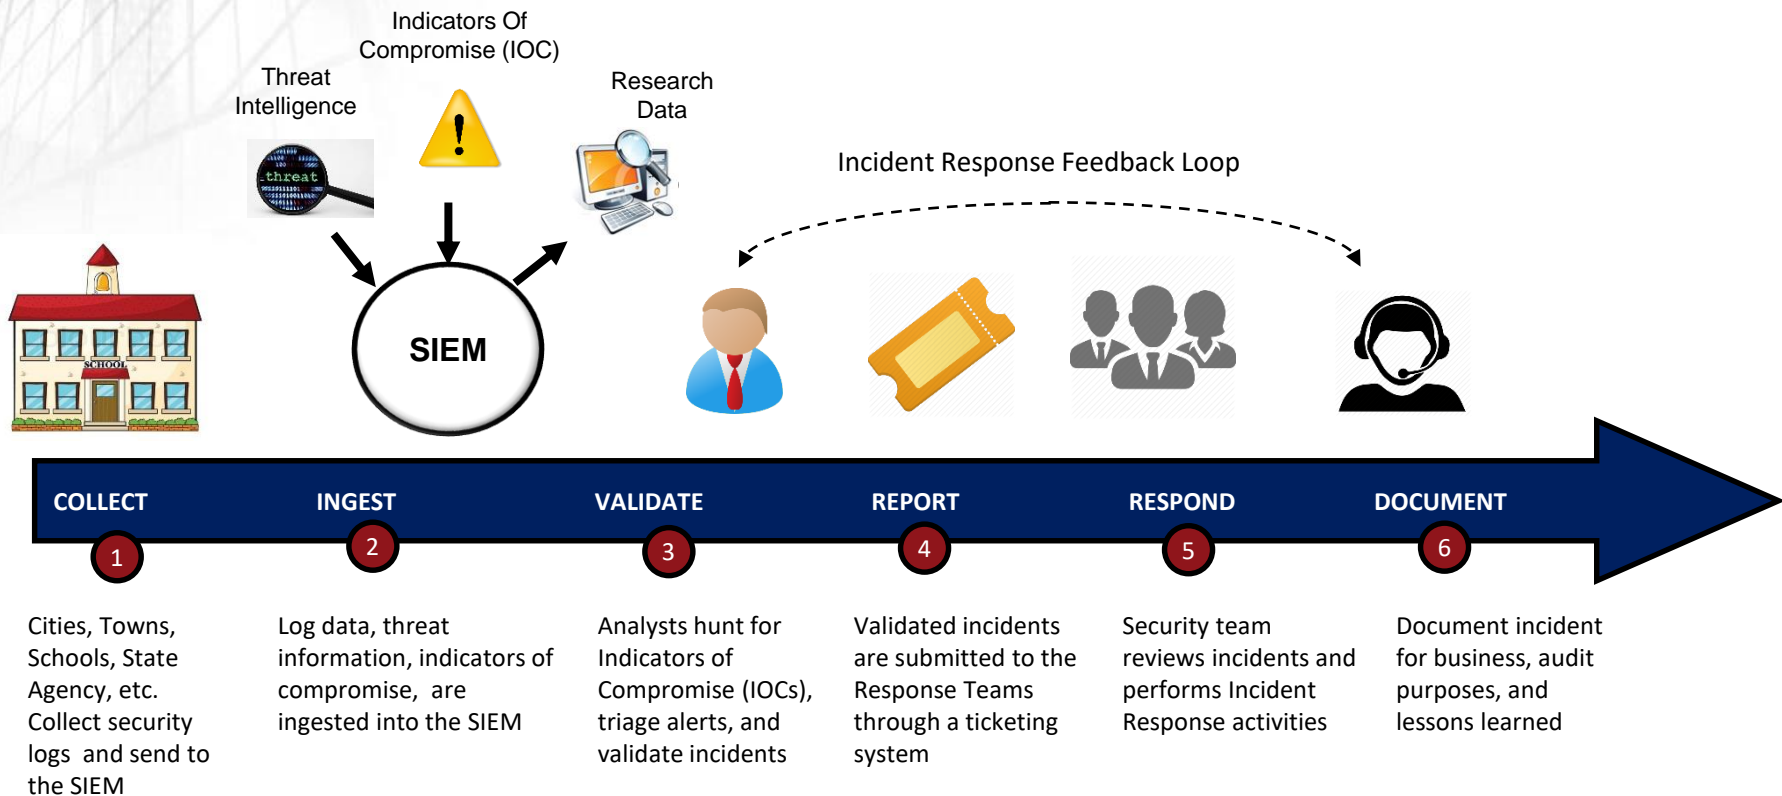 Indicators Of
Compromise (IOC)
Threat
Intelligence
Research
Data
threat
Incident Response Feedback Loop
SCHOOL
SIEM
COLLECT
INGEST
VALIDATE
REPORT
RESPOND
DOCUMENT
1
2
3
4
5
6
Cities, Towns,
Schools, State
Agency, etc.
Collect security
logs and send to
the SIEM
Log data, threat
information, indicators of
compromise, are
ingested into the SIEM
Analysts hunt for
Indicators of
Compromise (IOCs),
triage alerts, and
validate incidents
Validated incidents
are submitted to the
Response Teams
through a ticketing
system
Security team
reviews incidents and
performs Incident
Response activities
Document incident
for business, audit
purposes, and
lessons learned